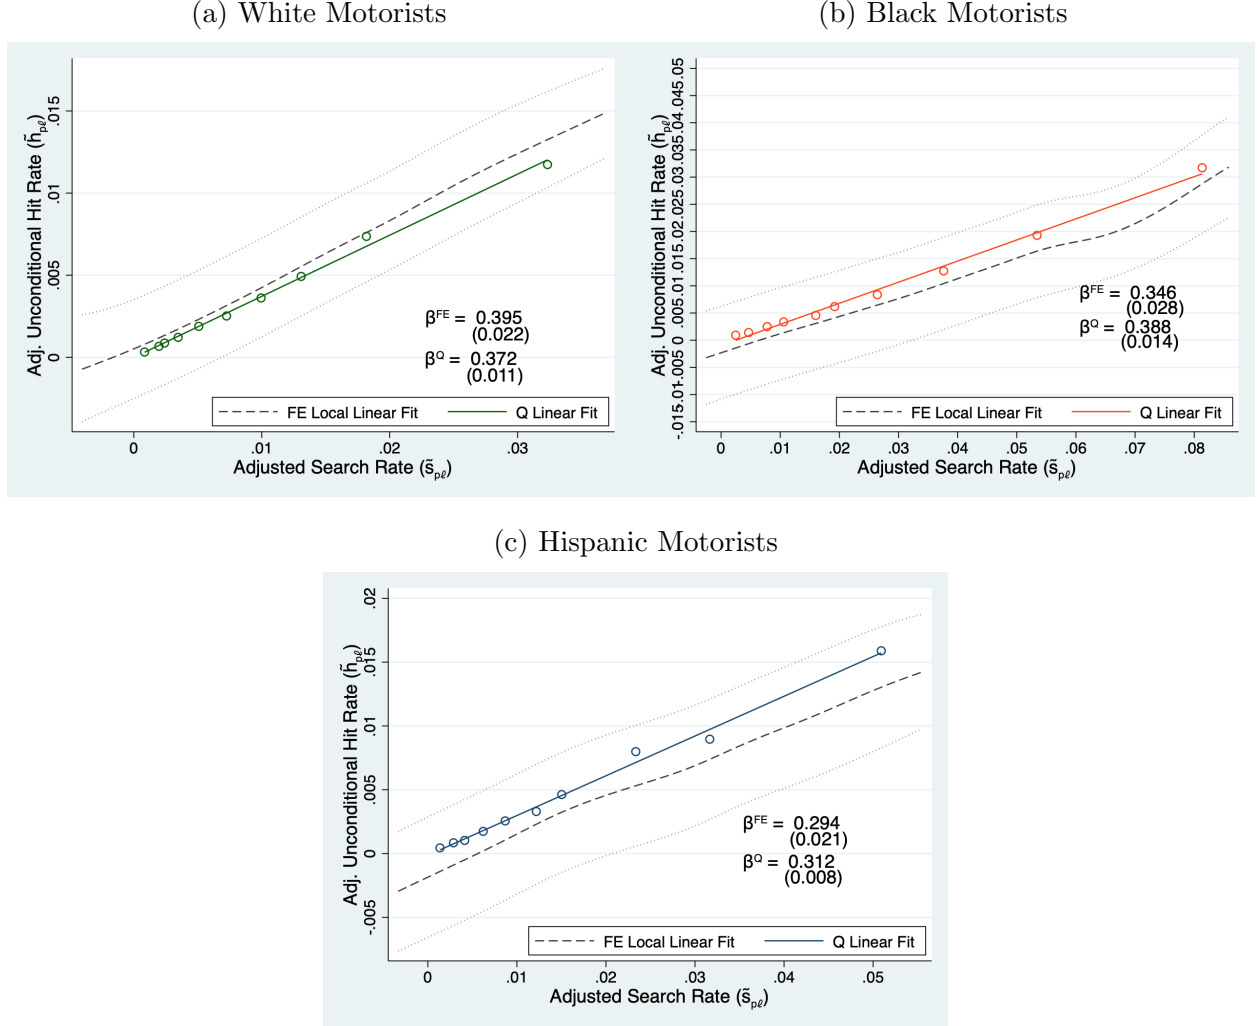 (a) White Motorists
Adj. Unconditional Hit Rate (h̃pℓ)
.015
.01
.005
0
βFE = 0.395
(0.022)
βQ = 0.372
(0.011)
FE Local Linear Fit Q Linear Fit
0 .01 .02 .03
Adjusted Search Rate (s̃pℓ)
(b) Black Motorists
Adj. Unconditional Hit Rate (h̃pℓ)
-.015-.01-.005 0 .005.01.015.02.025.03.035.04.045.05
βFE = 0.346
(0.028)
βQ = 0.388
(0.014)
FE Local Linear Fit Q Linear Fit
0 .01 .02 .03 .04 .05 .06 .07 .08
Adjusted Search Rate (s̃pℓ)
(c) Hispanic Motorists
Adj. Unconditional Hit Rate (h̃pℓ)
.02
.015
.01
.005
0
-.005
βFE = 0.294
(0.021)
βQ = 0.312
(0.008)
FE Local Linear Fit Q Linear Fit
0 .01 .02 .03 .04 .05
Adjusted Search Rate (s̃pℓ)